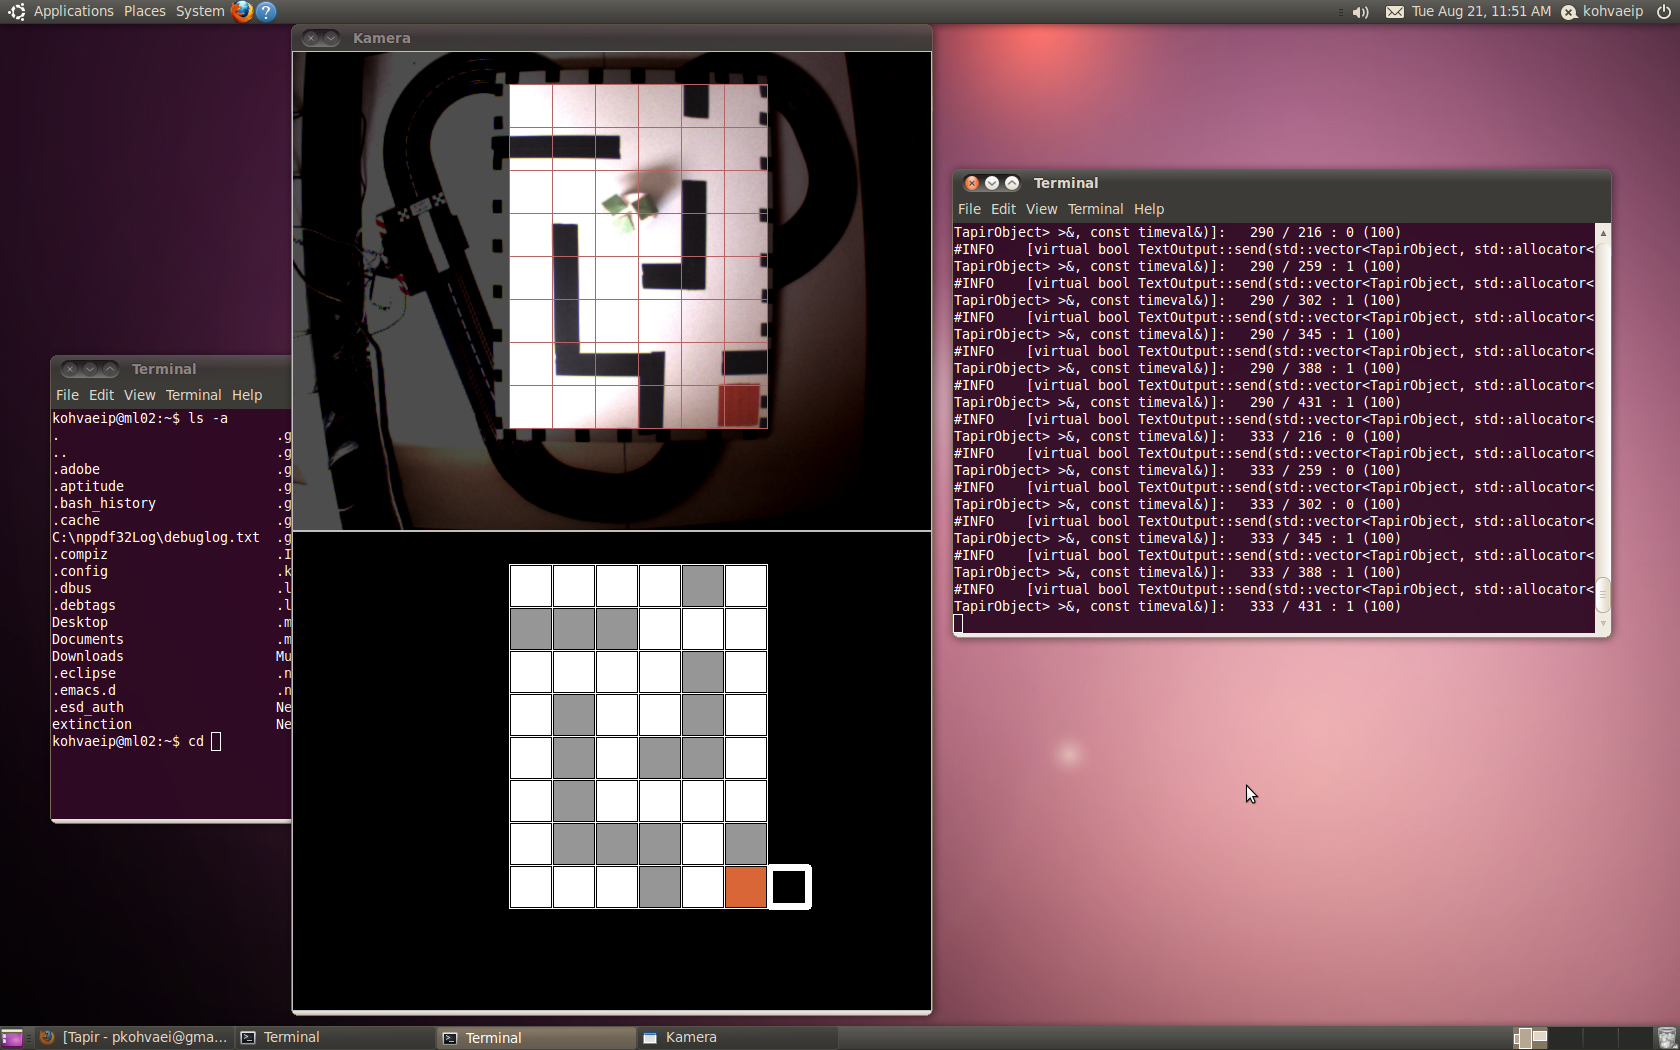 Applications Places System
Tue Aug 21, 11:51 AM kohvaeip
Kamera
Terminal
File Edit View Terminal Help
TapirObject> >&, const timeval&)]:   290 / 216 : 0 (100)
#INFO    [virtual bool TextOutput::send(std::vector<TapirObject, std::allocator<
TapirObject> >&, const timeval&)]:   290 / 259 : 1 (100)
#INFO    [virtual bool TextOutput::send(std::vector<TapirObject, std::allocator<
TapirObject> >&, const timeval&)]:   290 / 302 : 1 (100)
#INFO    [virtual bool TextOutput::send(std::vector<TapirObject, std::allocator<
TapirObject> >&, const timeval&)]:   290 / 345 : 1 (100)
#INFO    [virtual bool TextOutput::send(std::vector<TapirObject, std::allocator<
TapirObject> >&, const timeval&)]:   290 / 388 : 1 (100)
#INFO    [virtual bool TextOutput::send(std::vector<TapirObject, std::allocator<
TapirObject> >&, const timeval&)]:   290 / 431 : 1 (100)
#INFO    [virtual bool TextOutput::send(std::vector<TapirObject, std::allocator<
TapirObject> >&, const timeval&)]:   333 / 216 : 0 (100)
#INFO    [virtual bool TextOutput::send(std::vector<TapirObject, std::allocator<
TapirObject> >&, const timeval&)]:   333 / 259 : 0 (100)
#INFO    [virtual bool TextOutput::send(std::vector<TapirObject, std::allocator<
TapirObject> >&, const timeval&)]:   333 / 302 : 0 (100)
#INFO    [virtual bool TextOutput::send(std::vector<TapirObject, std::allocator<
TapirObject> >&, const timeval&)]:   333 / 345 : 1 (100)
#INFO    [virtual bool TextOutput::send(std::vector<TapirObject, std::allocator<
TapirObject> >&, const timeval&)]:   333 / 388 : 1 (100)
#INFO    [virtual bool TextOutput::send(std::vector<TapirObject, std::allocator<
TapirObject> >&, const timeval&)]:   333 / 431 : 1 (100)
Terminal
File Edit View Terminal Help
kohvaeip@ml02:~$ ls -a
. .g
.. .g
.adobe .g
.aptitude .g
.bash_history .g
.cache .g
C:\nppdf32Log\debuglog.txt .g
.compiz .I
.config .k
.dbus .l
.debtags .l
Desktop .m
Documents .m
Downloads Mu
.eclipse .n
.emacs.d .n
.esd_auth Ne
extinction Ne
kohvaeip@ml02:~$ cd
[Tapir - pkohvaei@gma... Terminal Terminal Kamera